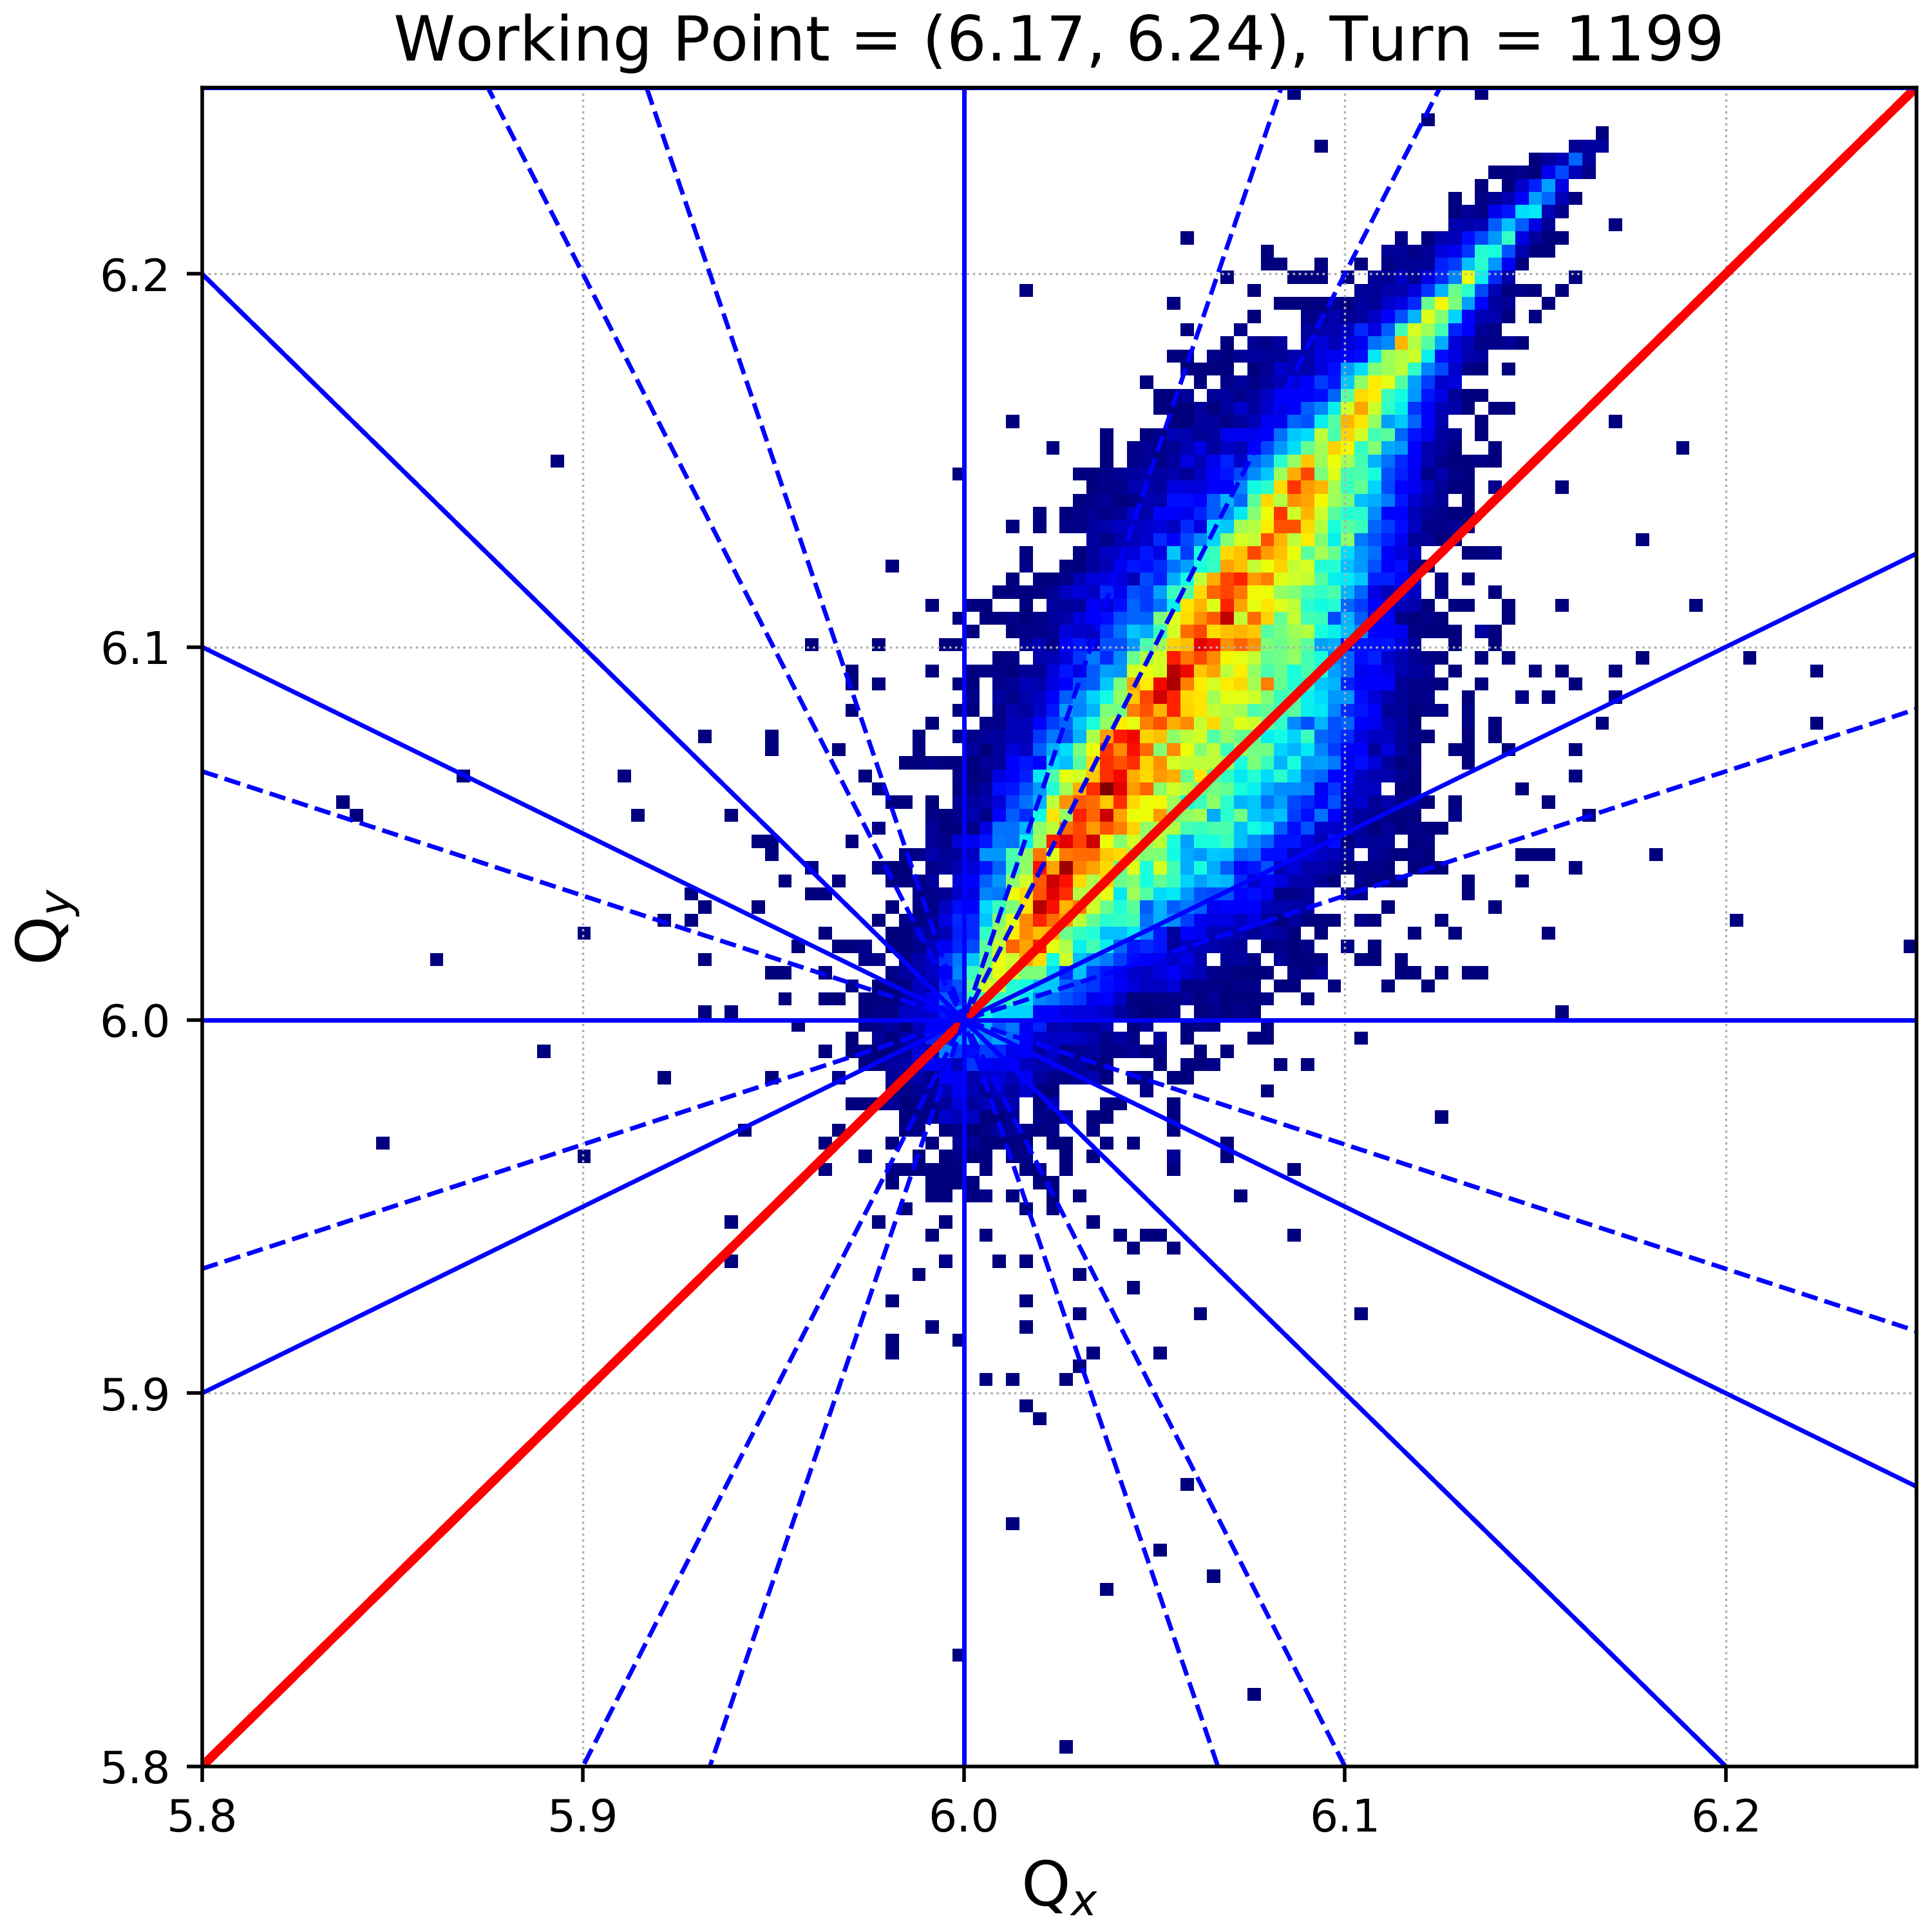 Working Point = (6.17, 6.24), Turn = 1199
6.2
6.1
6.0
5.9
5.8
Qy
5.8 5.9 6.0 6.1 6.2
Qx